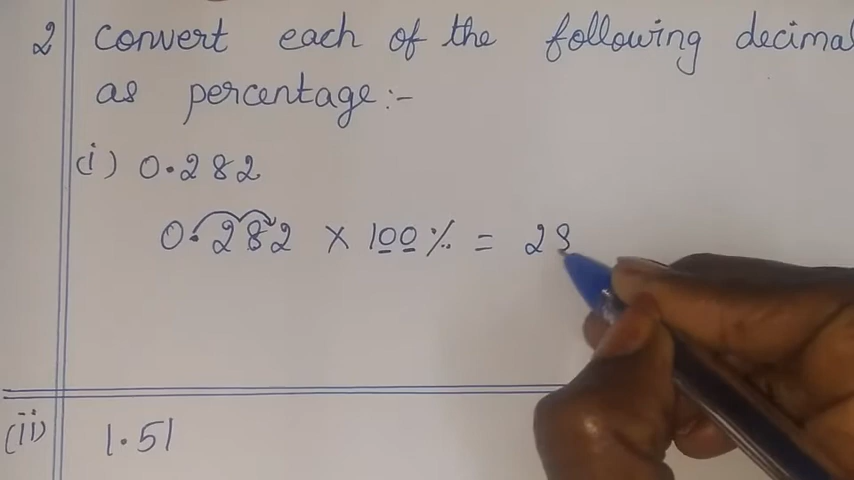 2 Convert each of the following decimal
as percentage:-
(i) 0.282
0.282 × 100% = 28
(ii) 1.51